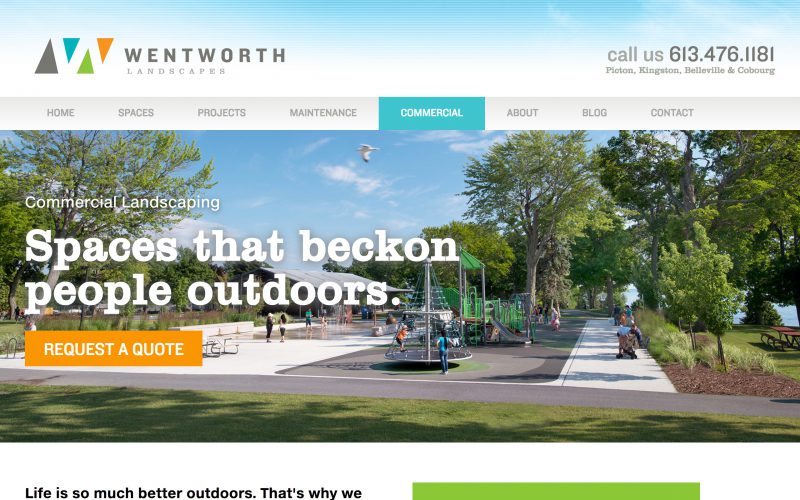 WENTWORTH
LANDSCAPES
call us 613.476.1181
Picton, Kingston, Belleville & Cobourg
HOME SPACES PROJECTS MAINTENANCE COMMERCIAL ABOUT BLOG CONTACT
Commercial Landscaping
Spaces that beckon
people outdoors.
REQUEST A QUOTE
Life is so much better outdoors. That's why we